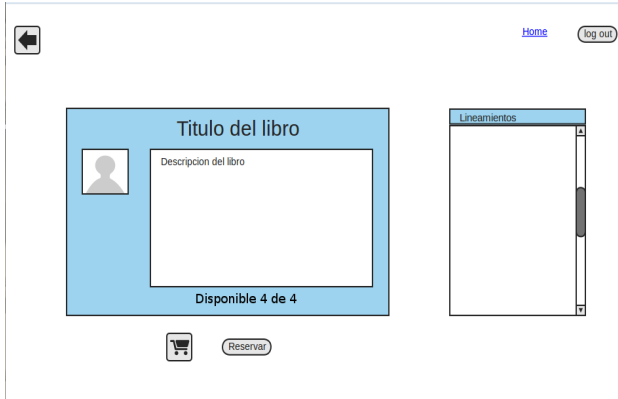 Home
log out
Titulo del libro
Lineamientos
Descripcion del libro
Disponible 4 de 4
Reservar